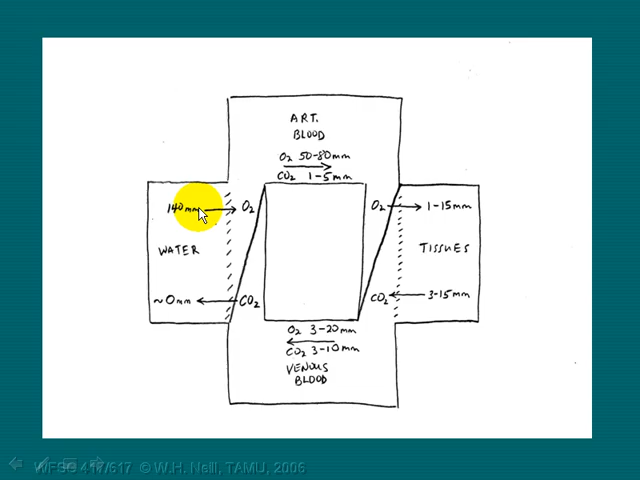 ART.
BLOOD
O₂ 50-80mm
CO₂ 1-5mm
140mm O₂
O₂ 1-15mm
WATER
TISSUES
~0mm CO₂
CO₂ 3-15mm
O₂ 3-20mm
CO₂ 3-10mm
VENOUS
BLOOD
WFSC 417/617 © W.H. Neill, TAMU, 2006